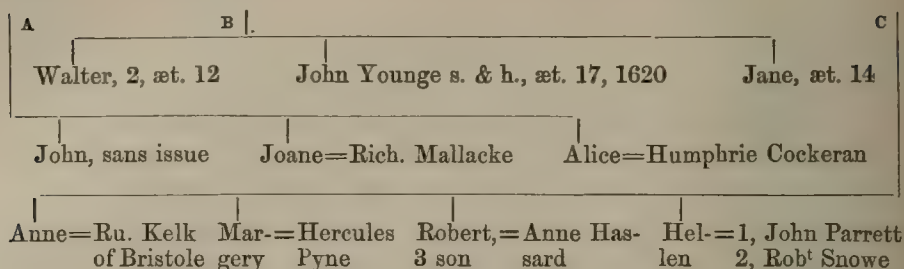 A B C
Walter, 2, æt. 12 John Younge s. & h., æt. 17, 1620 Jane, æt. 14
John, sans issue Joane=Rich. Mallacke Alice=Humphrie Cockeran
Anne=Ru. Kelk Mar-=Hercules Robert,=Anne Has- Hel-=1, John Parrett
of Bristole gery Pyne 3 son sard len 2, Robᵗ Snowe